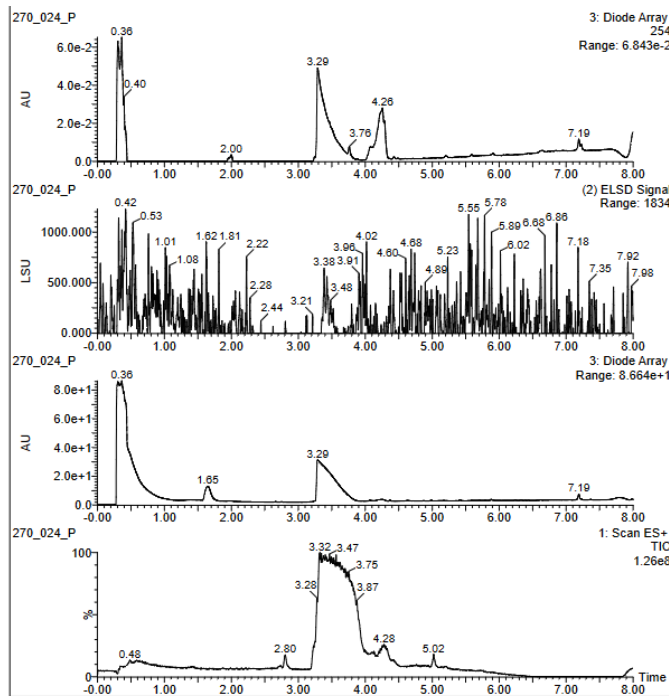 270_024_P
3: Diode Array
254
Range: 6.843e-2
AU
6.0e-2
4.0e-2
2.0e-2
0.0
0.36
0.40
2.00
3.29
3.76
4.26
7.19
-0.00 1.00 2.00 3.00 4.00 5.00 6.00 7.00 8.00
270_024_P
(2) ELSD Signal
Range: 1834
LSU
1000.000
500.000
0.000
0.42
0.53
1.01
1.08
1.62
1.81
2.22
2.28
2.44
3.21
3.38
3.48
3.91
3.96
4.02
4.60
4.68
4.89
5.23
5.55
5.78
5.89
6.02
6.68
6.86
7.18
7.35
7.92
7.98
-0.00 1.00 2.00 3.00 4.00 5.00 6.00 7.00 8.00
270_024_P
3: Diode Array
Range: 8.664e+1
AU
8.0e+1
6.0e+1
4.0e+1
2.0e+1
0.0
0.36
1.65
3.29
7.19
-0.00 1.00 2.00 3.00 4.00 5.00 6.00 7.00 8.00
270_024_P
1: Scan ES+
TIC
1.26e8
%
100
0
0.48
2.80
3.28
3.32
3.47
3.75
3.87
4.28
5.02
Time
-0.00 1.00 2.00 3.00 4.00 5.00 6.00 7.00 8.00